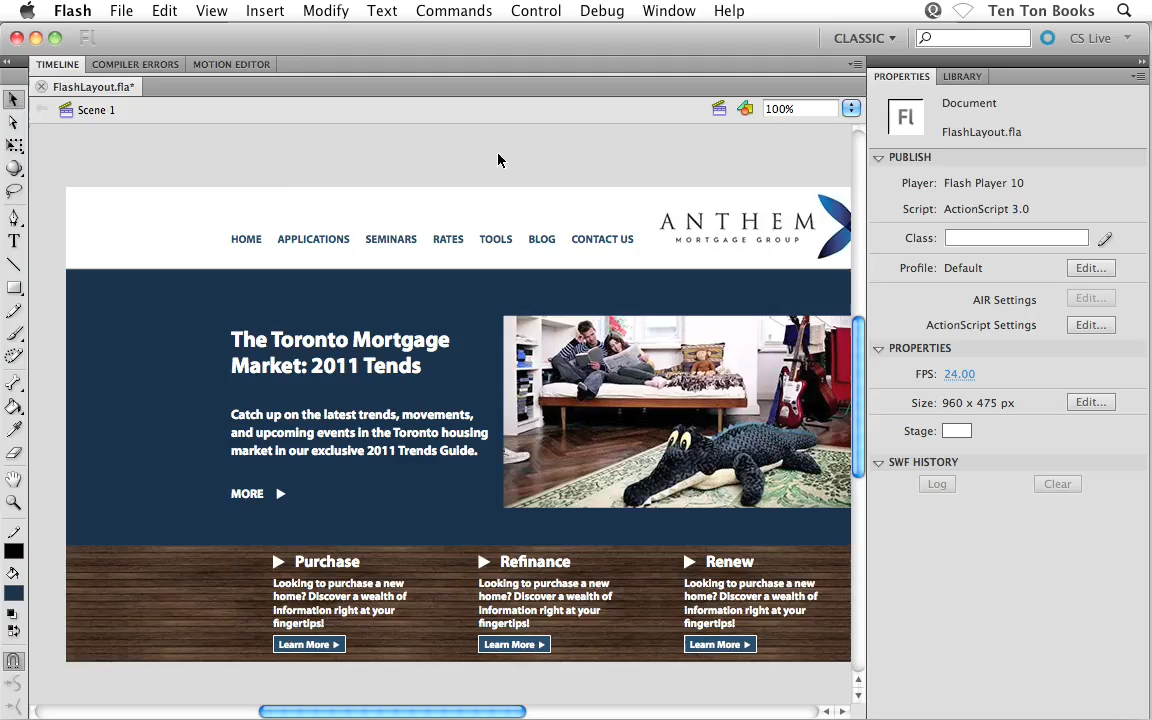 Flash File Edit View Insert Modify Text Commands Control Debug Window Help Ten Ton Books
Fl CLASSIC CS Live
TIMELINE COMPILER ERRORS MOTION EDITOR
PROPERTIES LIBRARY
FlashLayout.fla*
Scene 1 100%
Fl
Document
FlashLayout.fla
PUBLISH
Player: Flash Player 10
Script: ActionScript 3.0
Class:
Profile: Default Edit...
AIR Settings Edit...
ActionScript Settings Edit...
PROPERTIES
FPS: 24.00
Size: 960 x 475 px Edit...
Stage:
SWF HISTORY
Log Clear
HOME APPLICATIONS SEMINARS RATES TOOLS BLOG CONTACT US
ANTHEM
MORTGAGE GROUP
The Toronto Mortgage
Market: 2011 Tends
Catch up on the latest trends, movements,
and upcoming events in the Toronto housing
market in our exclusive 2011 Trends Guide.
MORE
Purchase
Looking to purchase a new
home? Discover a wealth of
information right at your
fingertips!
Learn More
Refinance
Looking to purchase a new
home? Discover a wealth of
information right at your
fingertips!
Learn More
Renew
Looking to purchase a new
home? Discover a wealth of
information right at your
fingertips!
Learn More
T